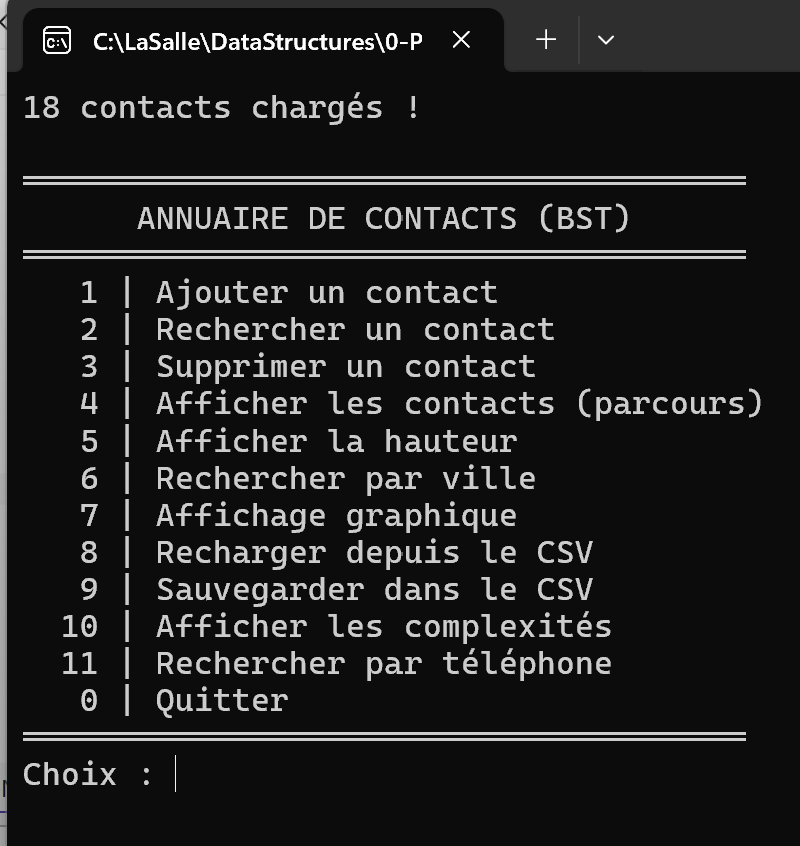 C:\LaSalle\DataStructures\0-P
18 contacts chargés !
ANNUAIRE DE CONTACTS (BST)
1 | Ajouter un contact
2 | Rechercher un contact
3 | Supprimer un contact
4 | Afficher les contacts (parcours)
5 | Afficher la hauteur
6 | Rechercher par ville
7 | Affichage graphique
8 | Recharger depuis le CSV
9 | Sauvegarder dans le CSV
10 | Afficher les complexités
11 | Rechercher par téléphone
0 | Quitter
Choix :